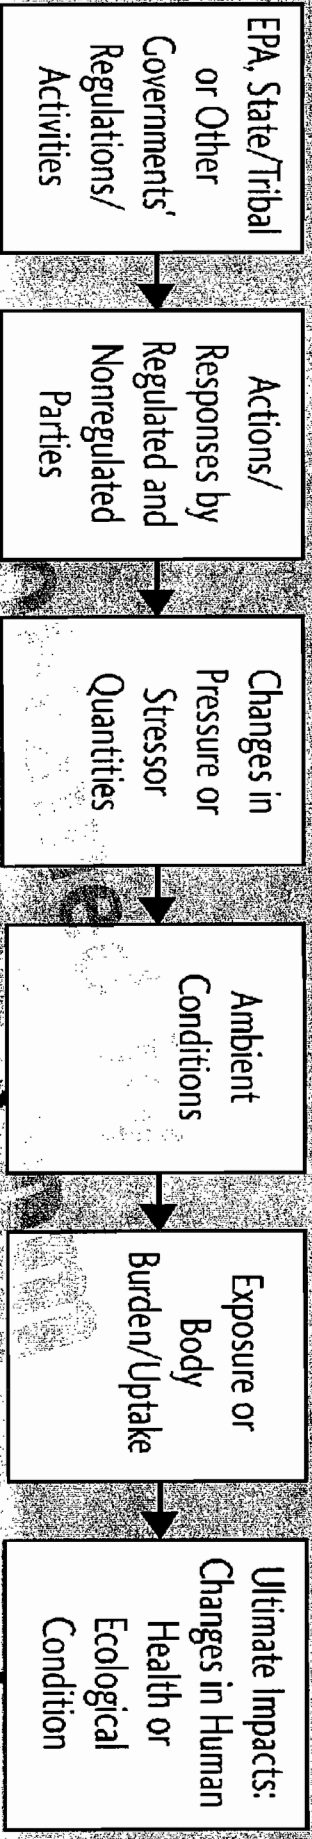 EPA, State/Tribal
or Other
Governments'
Regulations/
Activities
Actions/
Responses by
Regulated and
Nonregulated
Parties
Changes in
Pressure or
Stressor
Quantities
Ambient
Conditions
Exposure or
Body
Burden/Uptake
Ultimate Impacts:
Changes in Human
Health or
Ecological
Condition